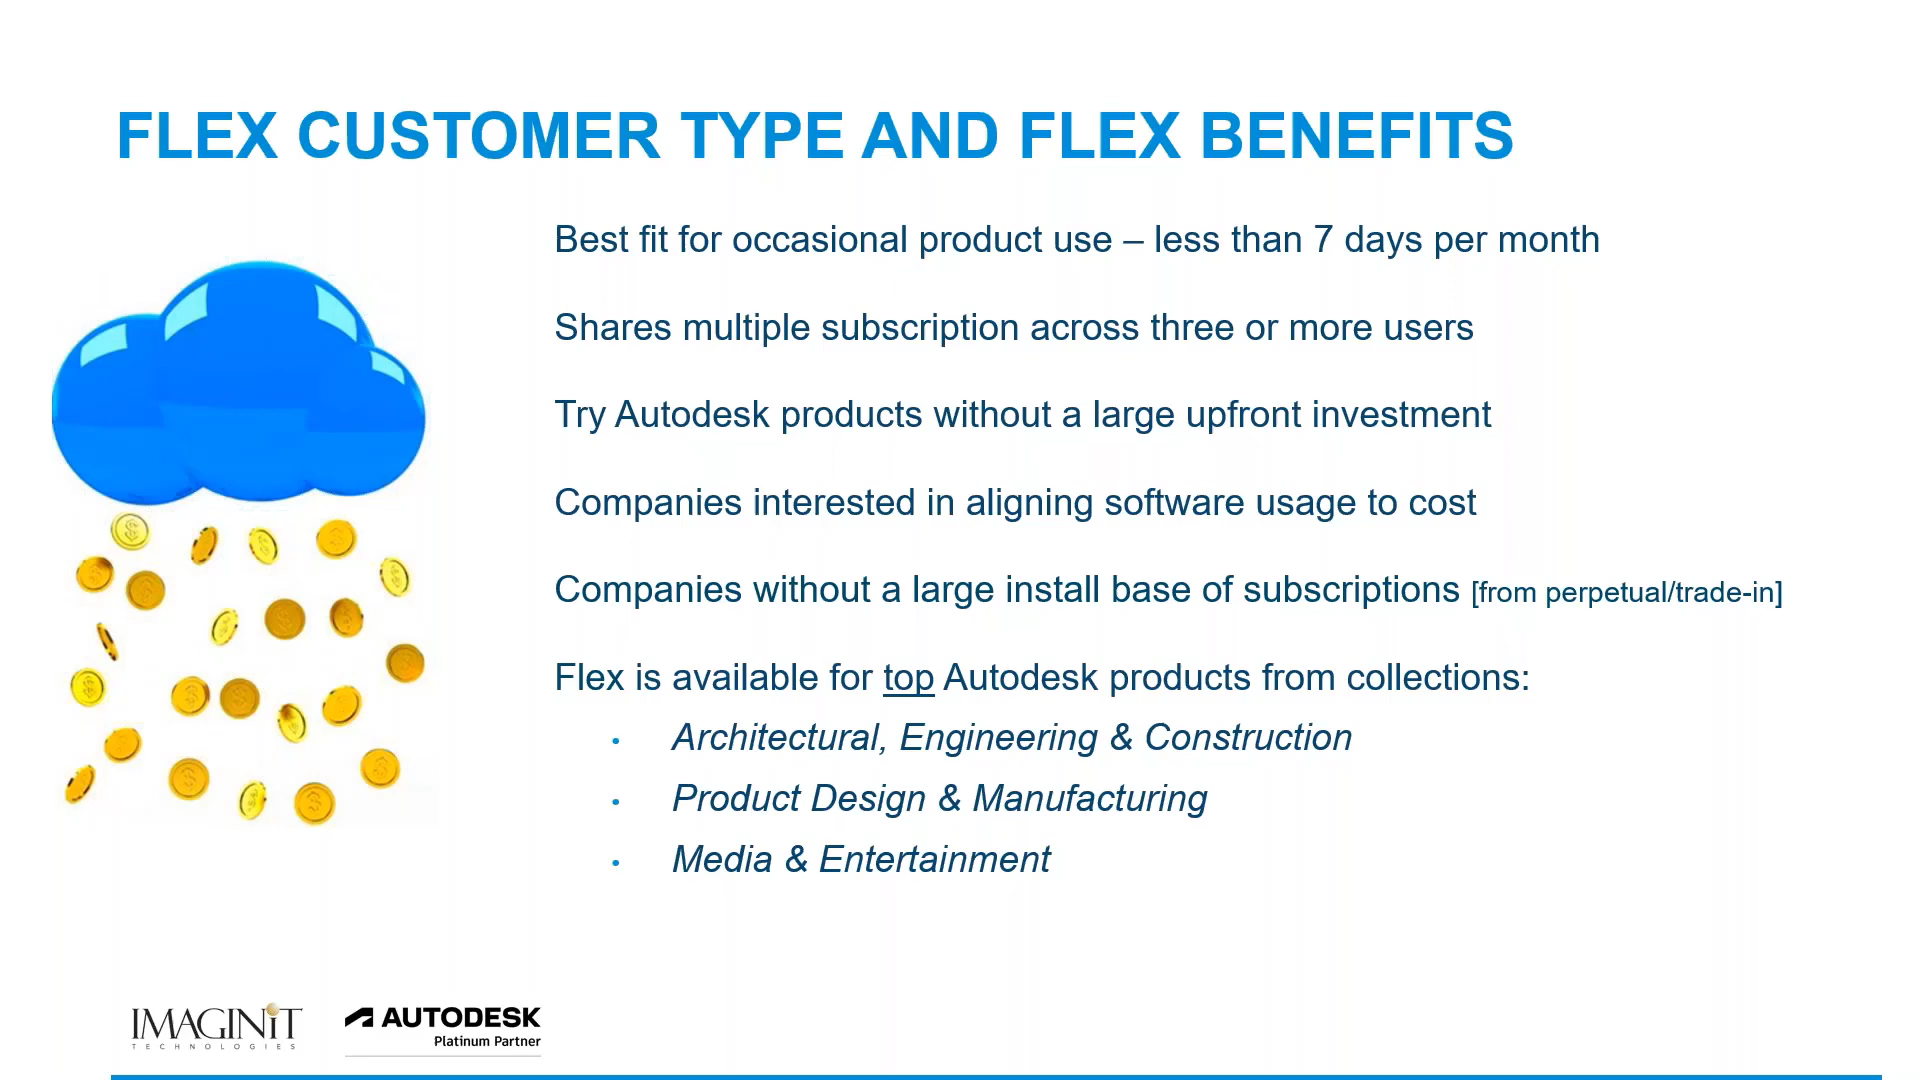 FLEX CUSTOMER TYPE AND FLEX BENEFITS
Best fit for occasional product use – less than 7 days per month
Shares multiple subscription across three or more users
Try Autodesk products without a large upfront investment
Companies interested in aligning software usage to cost
Companies without a large install base of subscriptions [from perpetual/trade-in]
Flex is available for top Autodesk products from collections:
• Architectural, Engineering & Construction
• Product Design & Manufacturing
• Media & Entertainment
IMAGINiT
TECHNOLOGIES
AUTODESK
Platinum Partner